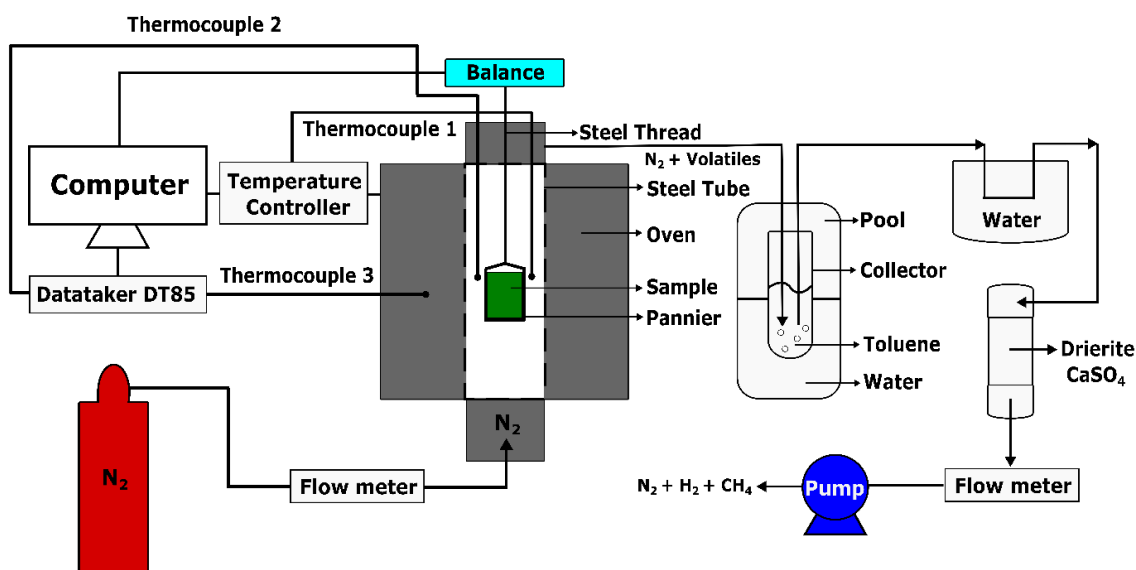 Thermocouple 2
Balance
Thermocouple 1
Steel Thread
N₂ + Volatiles
Computer
Temperature
Controller
Steel Tube
Pool
Water
Oven
Collector
Thermocouple 3
Datataker DT85
Sample
Pannier
Toluene
Drierite
CaSO₄
Water
N₂
N₂
Flow meter
N₂ + H₂ + CH₄
Pump
Flow meter